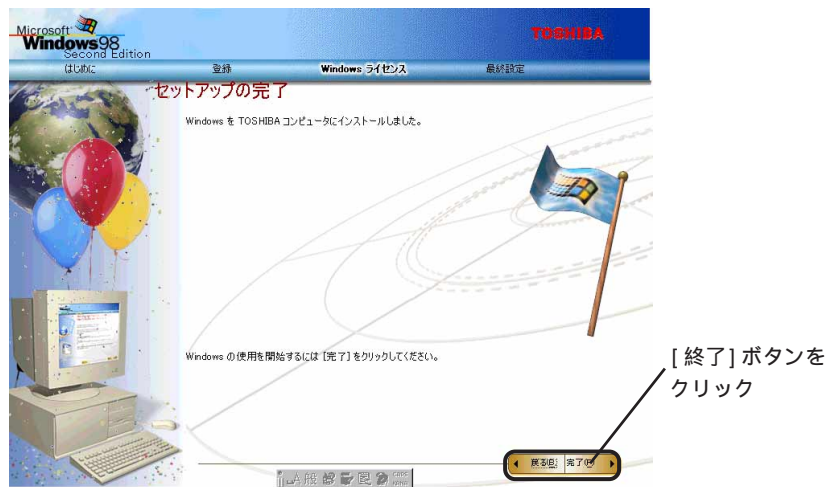 Microsoft
Windows98
Second Edition
TOSHIBA
はじめに 登録 Windows ライセンス 最終設定
セットアップの完了
Windows を TOSHIBA コンピュータにインストールしました。
Windows の使用を開始するには [完了] をクリックしてください。
[終了] ボタンを
クリック
戻る(B) 完了(F)
A 般
CAPS
KANA